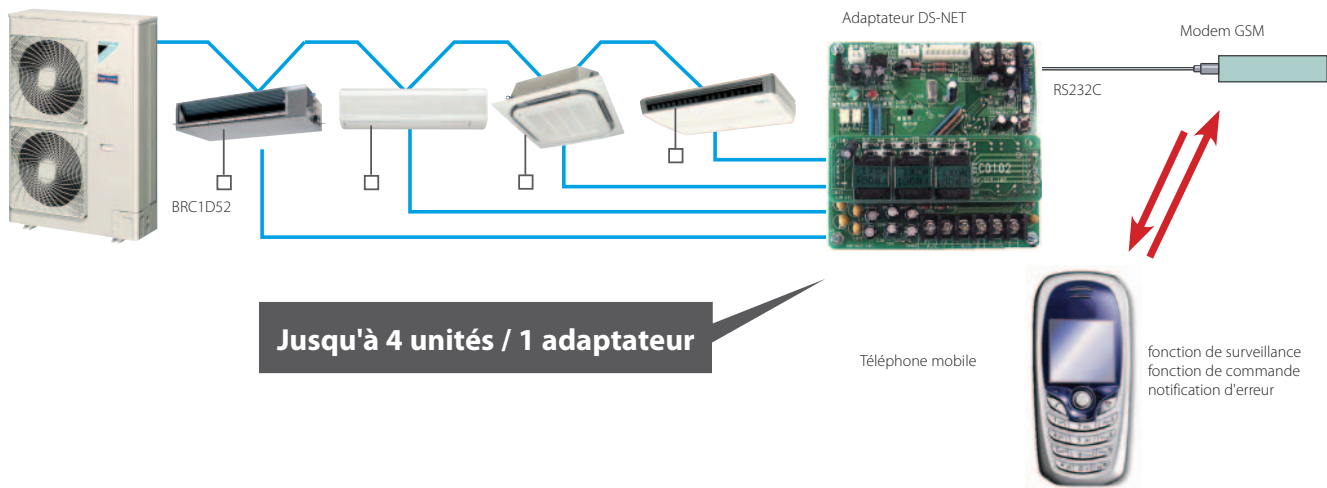 Adaptateur DS-NET
Modem GSM
RS232C
BRC1D52
EC0102
Jusqu'à 4 unités / 1 adaptateur
Téléphone mobile
fonction de surveillance
fonction de commande
notification d'erreur